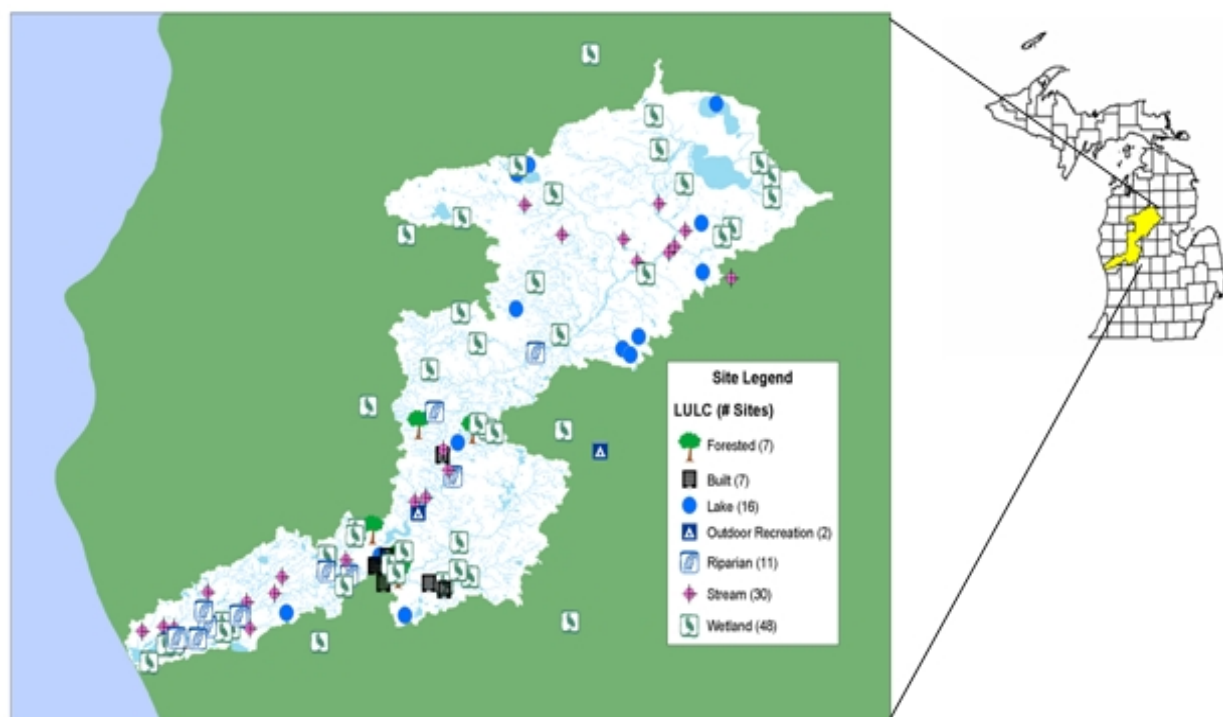 Site Legend
LULC (# Sites)
Forested (7)
Built (7)
Lake (16)
Outdoor Recreation (2)
Riparian (11)
Stream (30)
Wetland (48)